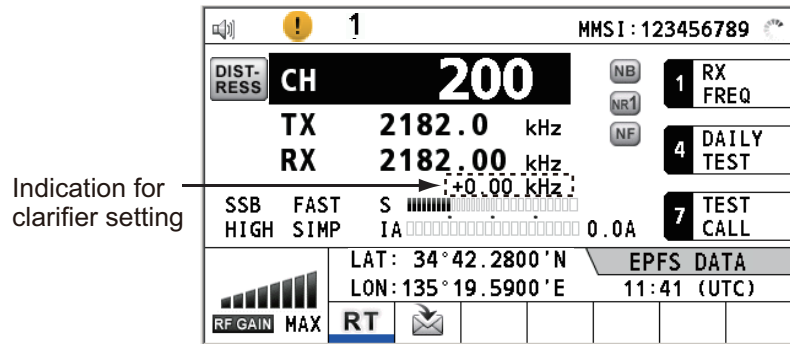 ! 1 MMSI:123456789
DIST-
RESS
CH 200
NB
NR1
NF
1 RX
FREQ
TX 2182.0 kHz
RX 2182.00 kHz
+0.00 kHz
4 DAILY
TEST
Indication for
clarifier setting
SSB FAST S
HIGH SIMP IA 0.0A
7 TEST
CALL
LAT: 34°42.2800'N
LON:135°19.5900'E
EPFS DATA
11:41 (UTC)
RF GAIN MAX
RT